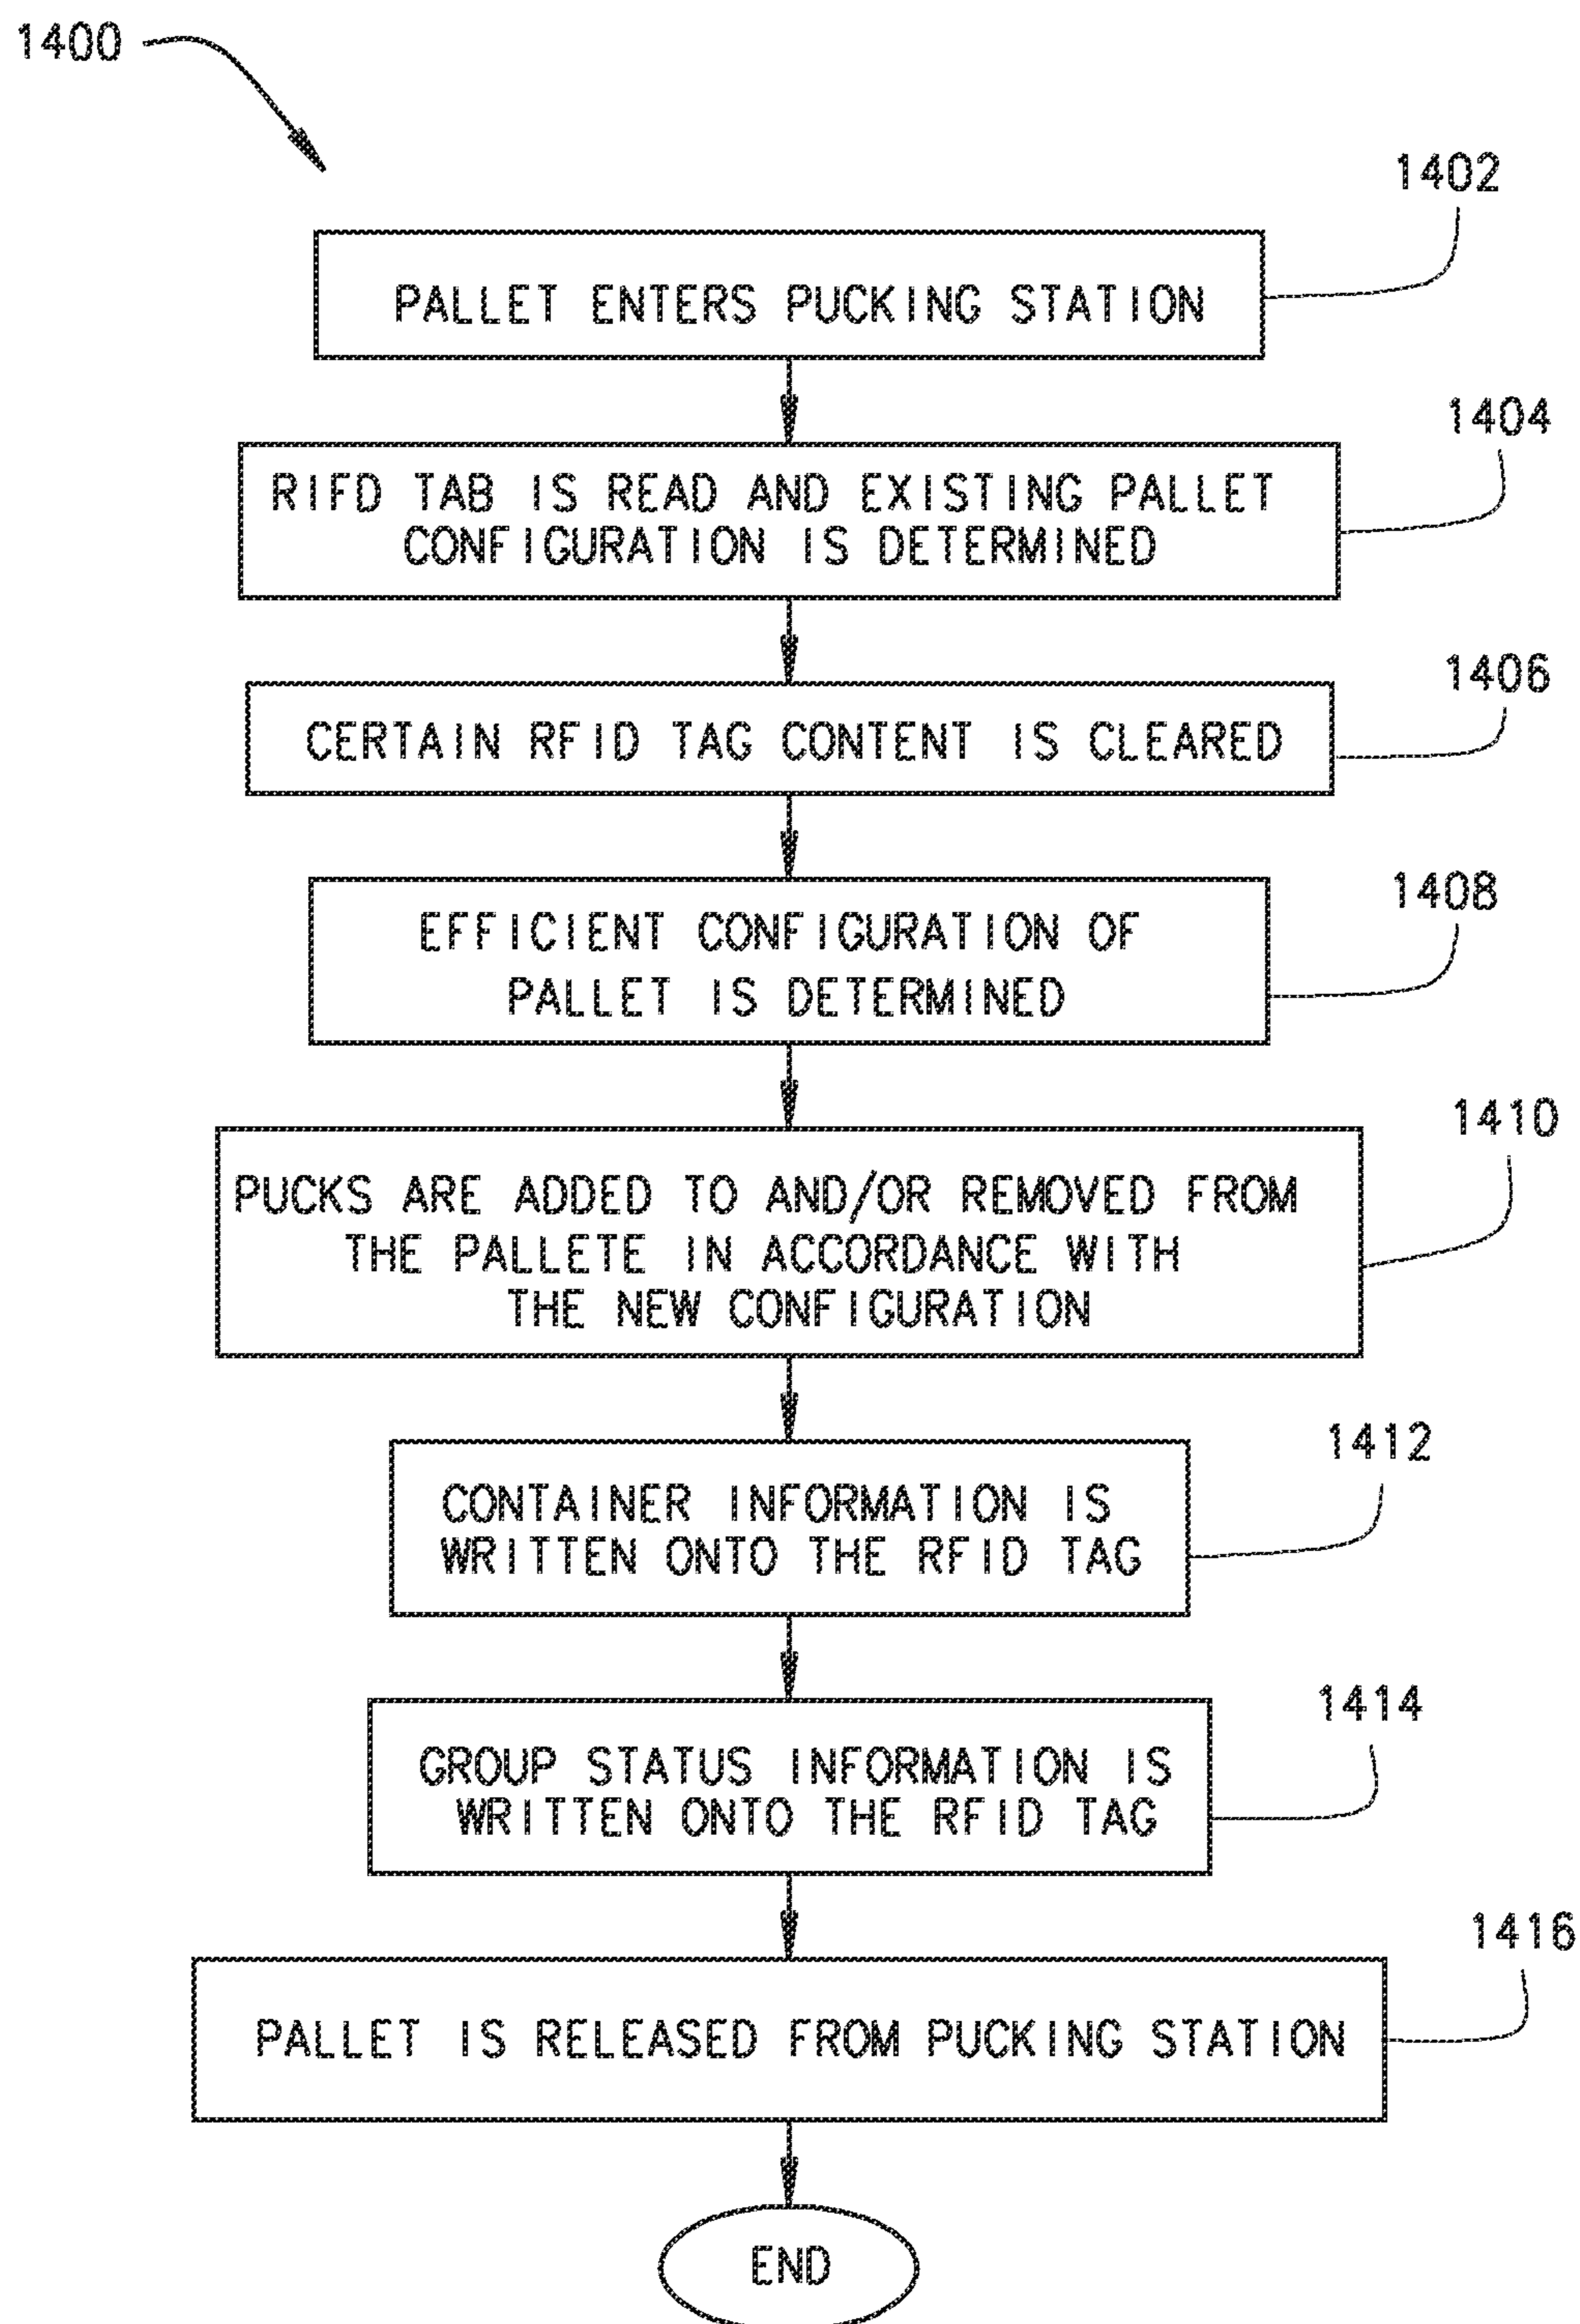 1400
1402
PALLET ENTERS PUCKING STATION
1404
RIFD TAB IS READ AND EXISTING PALLET
CONFIGURATION IS DETERMINED
1406
CERTAIN RFID TAG CONTENT IS CLEARED
1408
EFFICIENT CONFIGURATION OF
PALLET IS DETERMINED
1410
PUCKS ARE ADDED TO AND/OR REMOVED FROM
THE PALLETE IN ACCORDANCE WITH
THE NEW CONFIGURATION
1412
CONTAINER INFORMATION IS
WRITTEN ONTO THE RFID TAG
1414
GROUP STATUS INFORMATION IS
WRITTEN ONTO THE RFID TAG
1416
PALLET IS RELEASED FROM PUCKING STATION
END